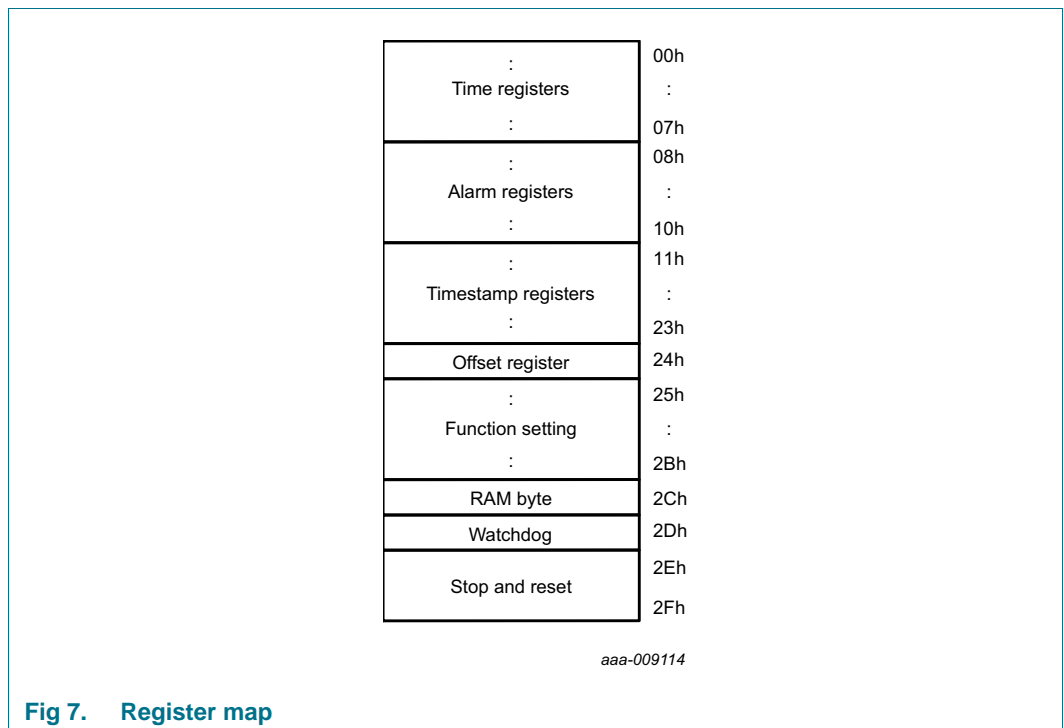 :
00h
Time registers
:
:
07h
:
08h
Alarm registers
:
:
10h
:
11h
Timestamp registers
:
:
23h
Offset register
24h
:
25h
Function setting
:
:
2Bh
RAM byte
2Ch
Watchdog
2Dh
Stop and reset
2Eh
2Fh
aaa-009114
Fig 7. Register map